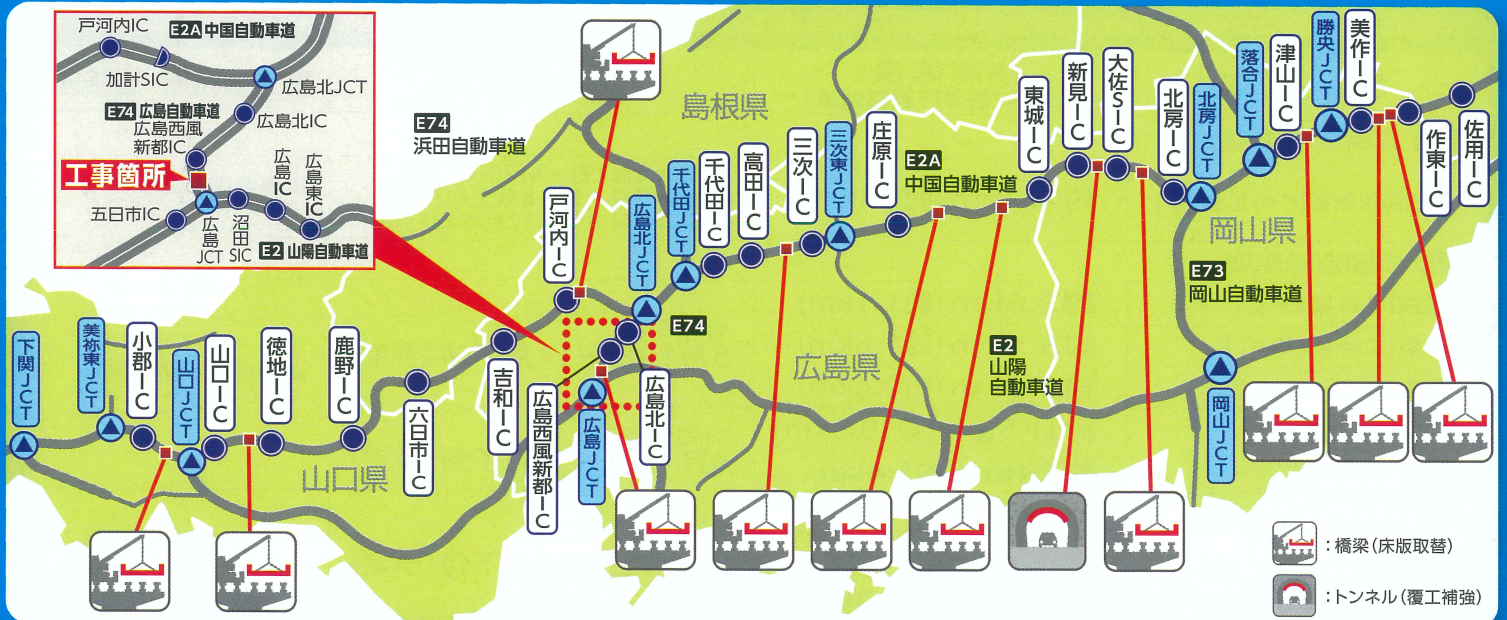 戸河内IC
E2A 中国自動車道
加計SIC
広島北JCT
E74 広島自動車道
広島北IC
広島西風
新都IC
工事箇所
広島IC
広島東IC
五日市IC
広島JCT
沼田SIC
E2 山陽自動車道
E74
浜田自動車道
島根県
下関JCT
美祢東JCT
小郡IC
山口JCT
山口IC
徳地IC
鹿野IC
六日市IC
吉和IC
戸河内IC
広島北JCT
E74
広島北IC
広島西風新都IC
広島JCT
千代田JCT
千代田IC
高田IC
三次IC
三次東JCT
庄原IC
E2A
中国自動車道
東城IC
新見IC
大佐SIC
北房IC
北房JCT
落合JCT
津山IC
勝央JCT
美作IC
作東IC
佐用IC
岡山県
E73
岡山自動車道
岡山JCT
E2
山陽
自動車道
広島県
山口県
:橋梁(床版取替)
:トンネル(覆工補強)